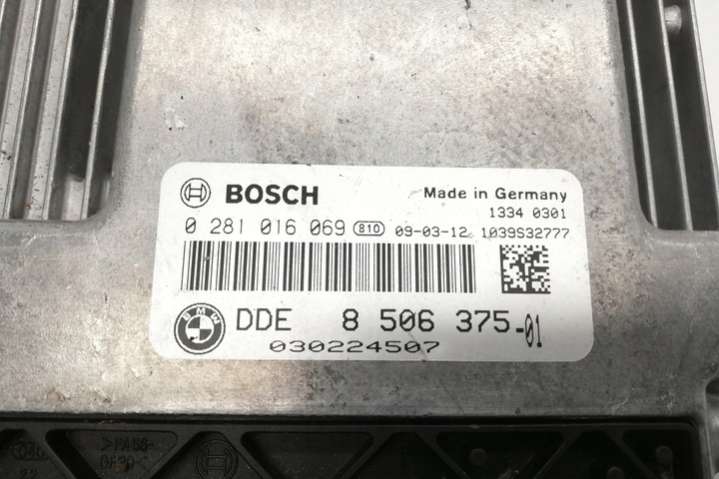 BOSCH Made in Germany
1334 0301
0 281 016 069 810 09-03-12 1039S32777
BMW DDE 8 506 375-01
030224507